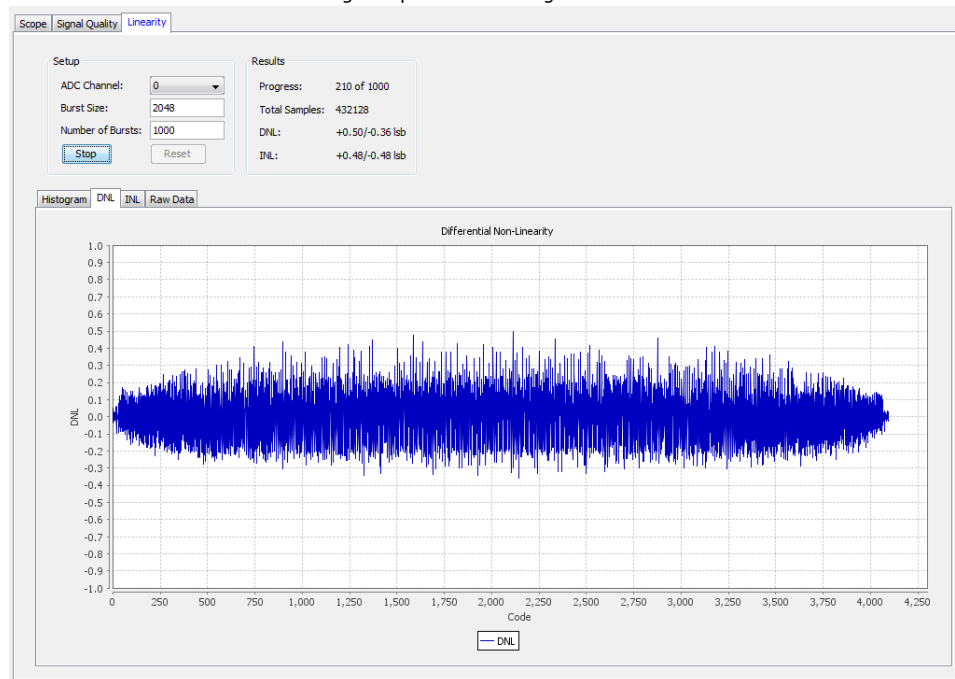 Scope Signal Quality Linearity
Setup
ADC Channel: 0
Burst Size: 2048
Number of Bursts: 1000
Stop Reset
Results
Progress: 210 of 1000
Total Samples: 432128
DNL: +0.50/-0.36 lsb
INL: +0.48/-0.48 lsb
Histogram DNL INL Raw Data
Differential Non-Linearity
1.0
0.9
0.8
0.7
0.6
0.5
0.4
0.3
0.2
0.1
0.0
-0.1
-0.2
-0.3
-0.4
-0.5
-0.6
-0.7
-0.8
-0.9
-1.0
DNL
0 250 500 750 1,000 1,250 1,500 1,750 2,000 2,250 2,500 2,750 3,000 3,250 3,500 3,750 4,000 4,250
Code
DNL